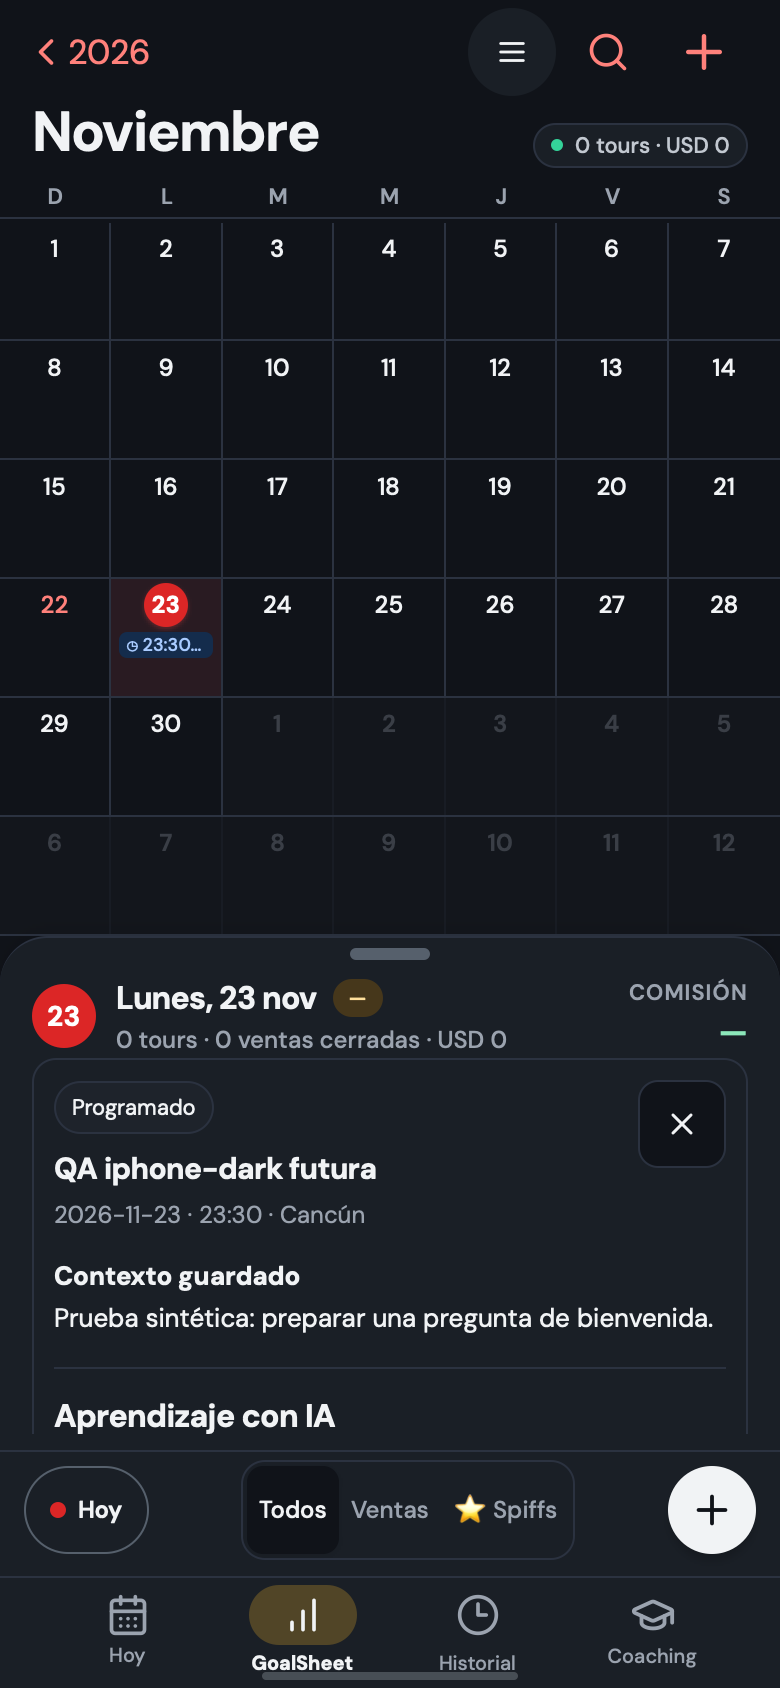 2026
Noviembre
0 tours · USD 0
D L M M J V S
1 2 3 4 5 6 7
8 9 10 11 12 13 14
15 16 17 18 19 20 21
22 23 24 25 26 27 28
23:30...
29 30 1 2 3 4 5
6 7 8 9 10 11 12
23
Lunes, 23 nov –
COMISIÓN
0 tours · 0 ventas cerradas · USD 0
—
Programado
QA iphone-dark futura
2026-11-23 · 23:30 · Cancún
Contexto guardado
Prueba sintética: preparar una pregunta de bienvenida.
Aprendizaje con IA
Hoy
Todos Ventas ⭐ Spiffs
Hoy GoalSheet Historial Coaching